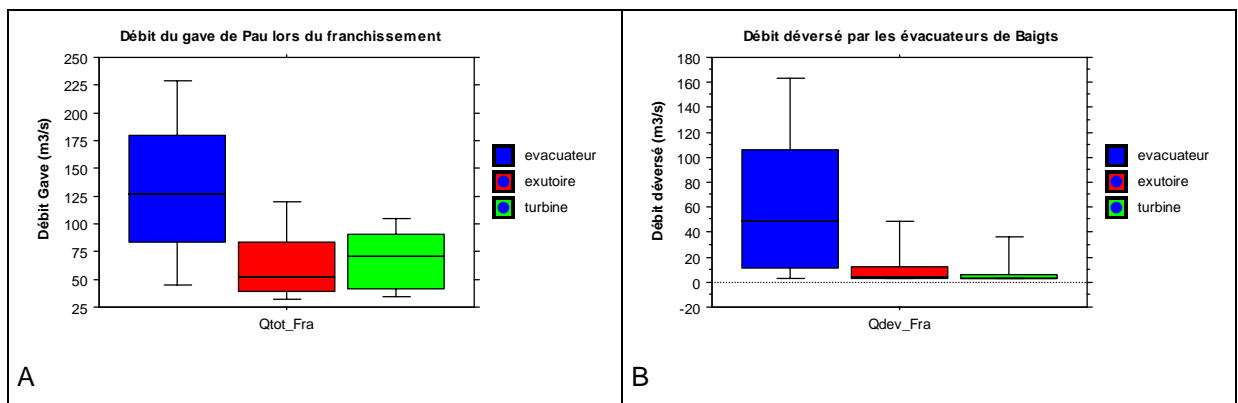 Débit du gave de Pau lors du franchissement
250
225
200
175
150
125
100
75
50
25
Débit Gave (m3/s)
Qtot_Fra
evacuateur
exutoire
turbine
A
Débit déversé par les évacuateurs de Baigts
180
160
140
120
100
80
60
40
20
0
-20
Débit déversé (m3/s)
Qdev_Fra
evacuateur
exutoire
turbine
B